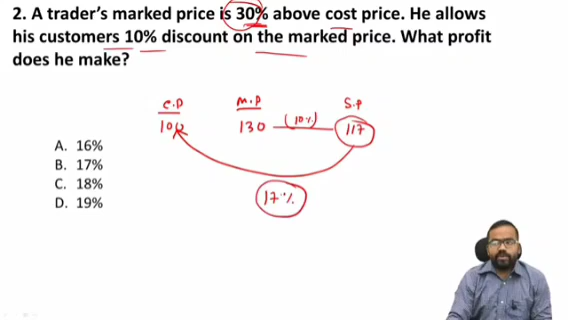 2. A trader's marked price is 30% above cost price. He allows
his customers 10% discount on the marked price. What profit
does he make?
C.P M.P S.P
100 130 (10%) 117
A. 16%
B. 17%
C. 18%
D. 19%
17%